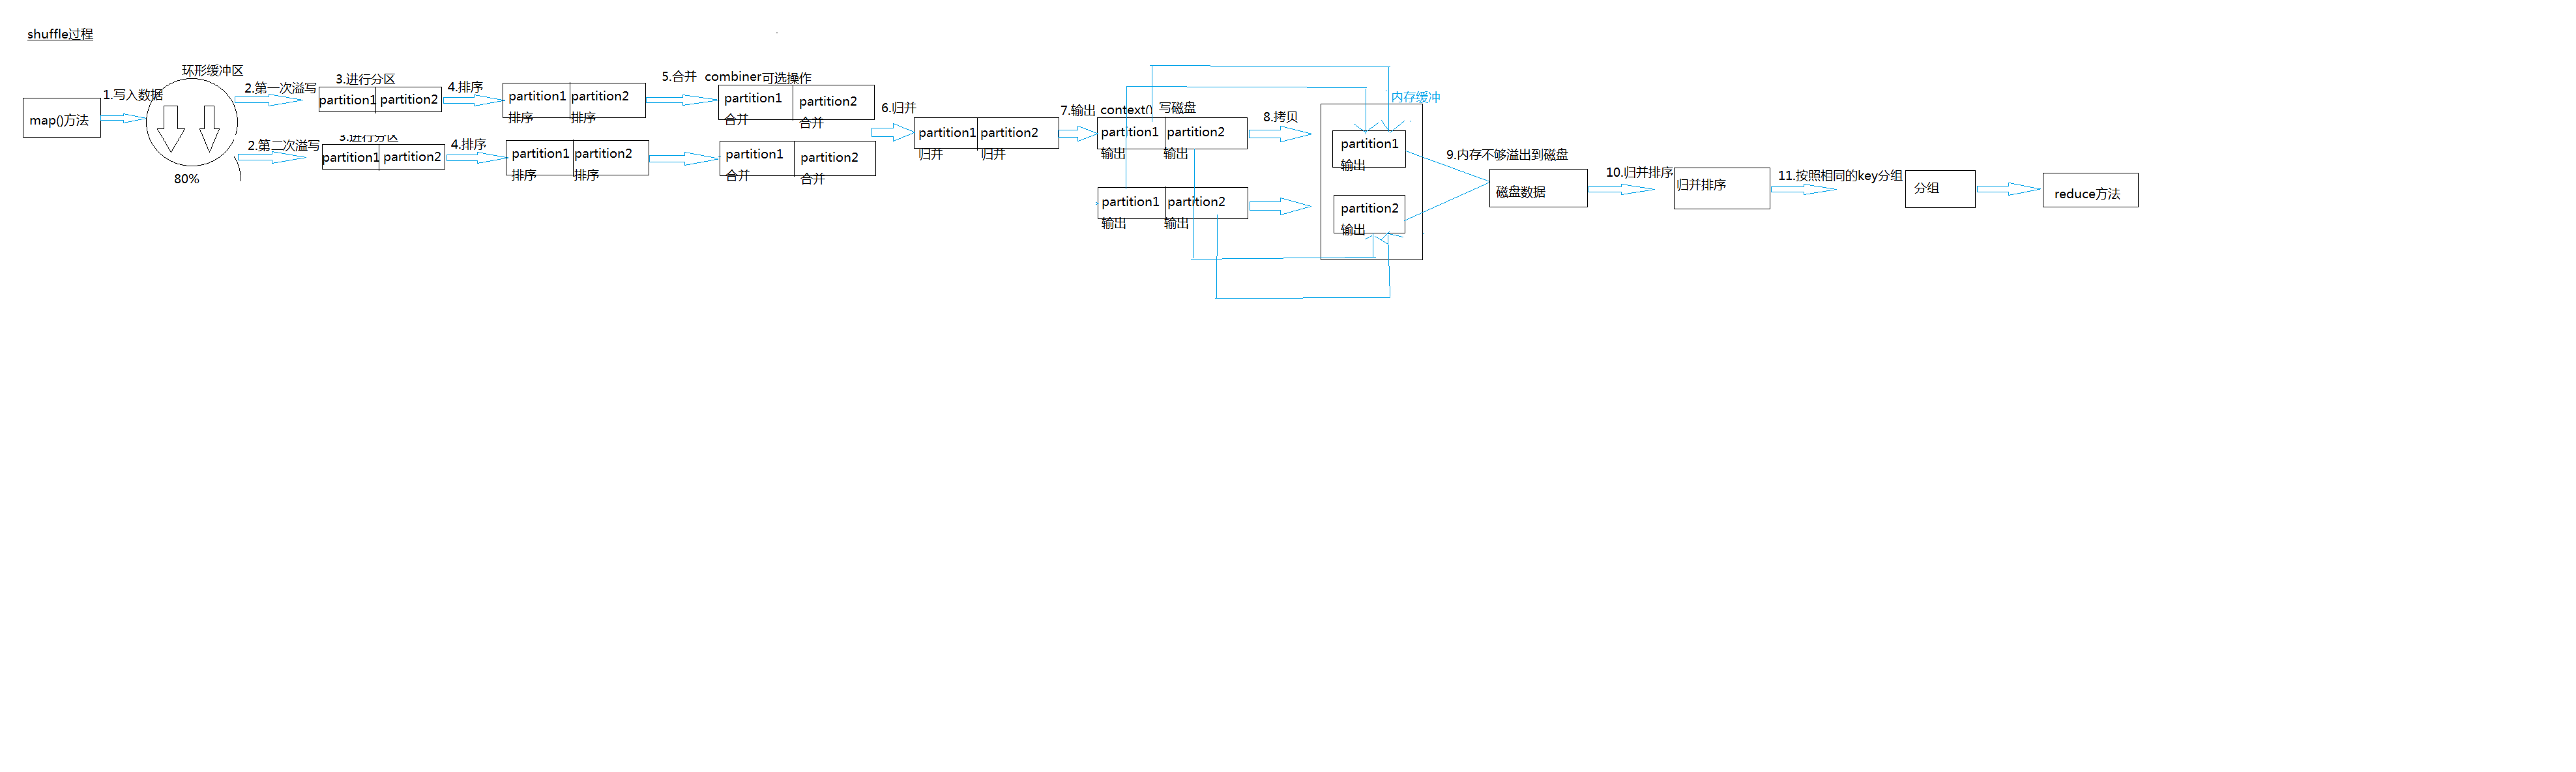 shuffle过程
map()方法
1.写入数据
环形缓冲区
80%
2.第一次溢写
3.进行分区
partition1
partition2
4.排序
partition1
排序
partition2
排序
5.合并 combiner可选操作
partition1
合并
partition2
合并
2.第二次溢写
3.进行分区
partition1
partition2
4.排序
partition1
排序
partition2
排序
partition1
合并
partition2
合并
6.归并
partition1
归并
partition2
归并
7.输出 context() 写磁盘
partition1
输出
partition2
输出
partition1
输出
partition2
输出
8.拷贝
内存缓冲
partition1
输出
partition2
输出
9.内存不够溢出到磁盘
磁盘数据
10.归并排序
归并排序
11.按照相同的key分组
分组
reduce方法